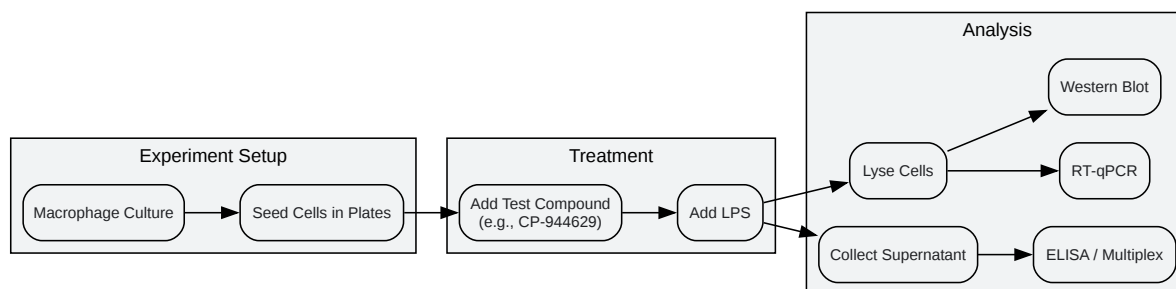 Experiment Setup
Macrophage Culture
Seed Cells in Plates
Treatment
Add Test Compound
(e.g., CP-944629)
Add LPS
Analysis
Lyse Cells
Western Blot
RT-qPCR
Collect Supernatant
ELISA / Multiplex